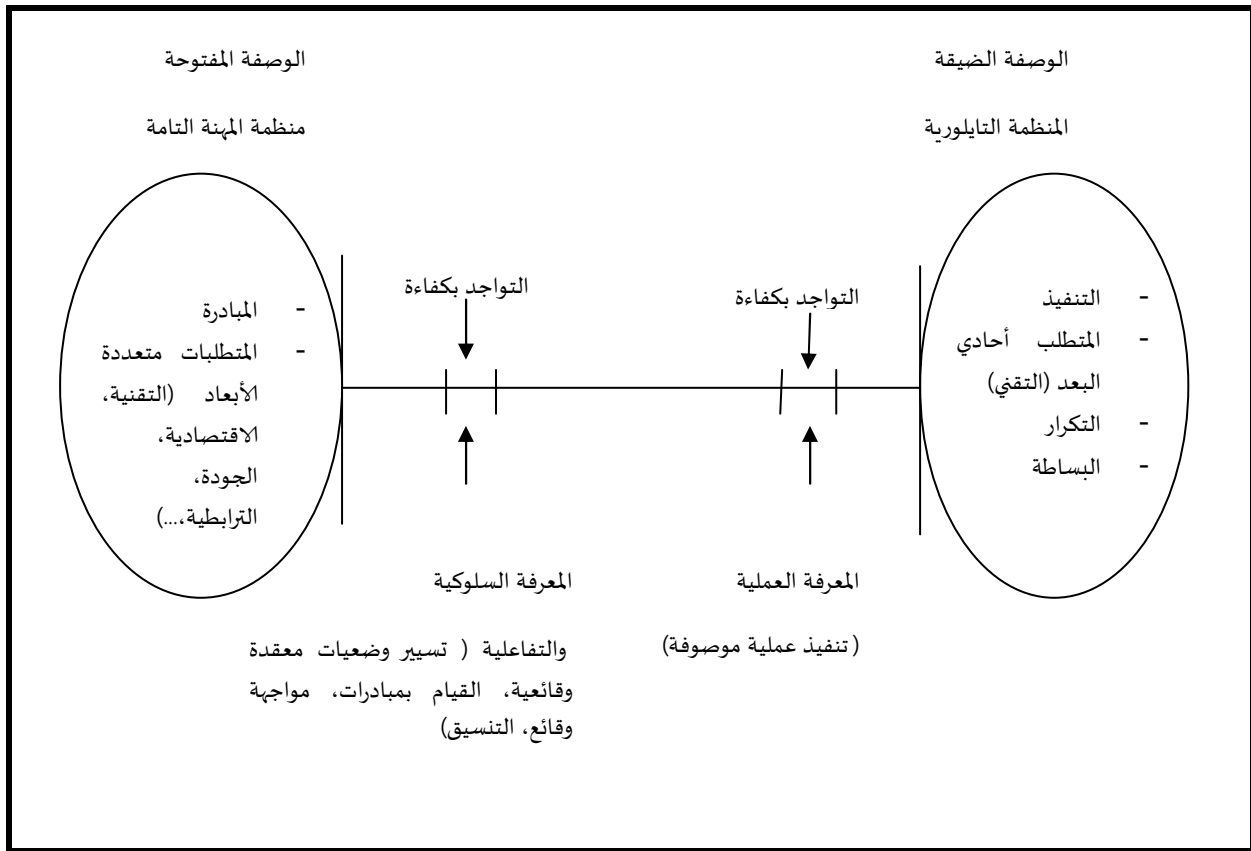 الوصفة الضيقة
المنظمة التايلورية
- التنفيذ
- المتطلب أحادي
البعد (التقني)
- التكرار
- البساطة
التواجد بكفاءة
المعرفة العملية
(تنفيذ عملية موصوفة)
الوصفة المفتوحة
منظمة المهنة التامة
- المبادرة
- المتطلبات متعددة
الأبعاد (التقنية،
الاقتصادية،
الجودة،
الترابطية،...)
التواجد بكفاءة
المعرفة السلوكية
والتفاعلية ( تسيير وضعيات معقدة
وقائعية، القيام بمبادرات، مواجهة
وقائع، التنسيق)